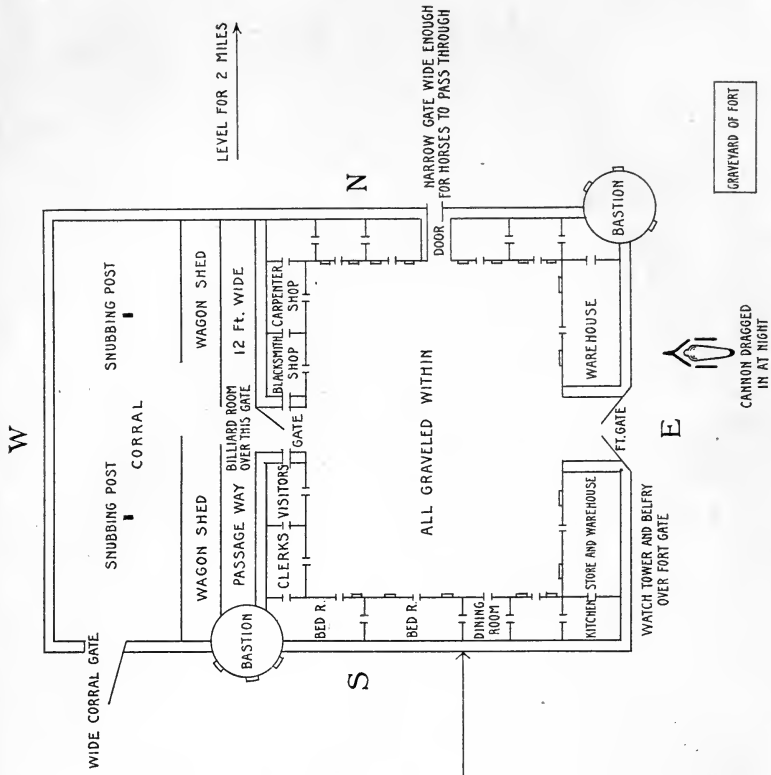 W
WIDE CORRAL GATE
SNUBBING POST
SNUBBING POST
CORRAL
LEVEL FOR 2 MILES
WAGON SHED
WAGON SHED
PASSAGE WAY
BILLIARD ROOM
OVER THIS GATE
12 Ft. WIDE
BASTION
CLERKS
VISITORS
GATE
BLACKSMITH
SHOP
CARPENTER
SHOP
N
S
BED R.
BED R.
DINING
ROOM
KITCHEN
ALL GRAVELED WITHIN
DOOR
NARROW GATE WIDE ENOUGH
FOR HORSES TO PASS THROUGH
STORE AND WAREHOUSE
FT. GATE
WAREHOUSE
BASTION
WATCH TOWER AND BELFRY
OVER FORT GATE
E
CANNON DRAGGED
IN AT NIGHT
GRAVEYARD OF FORT